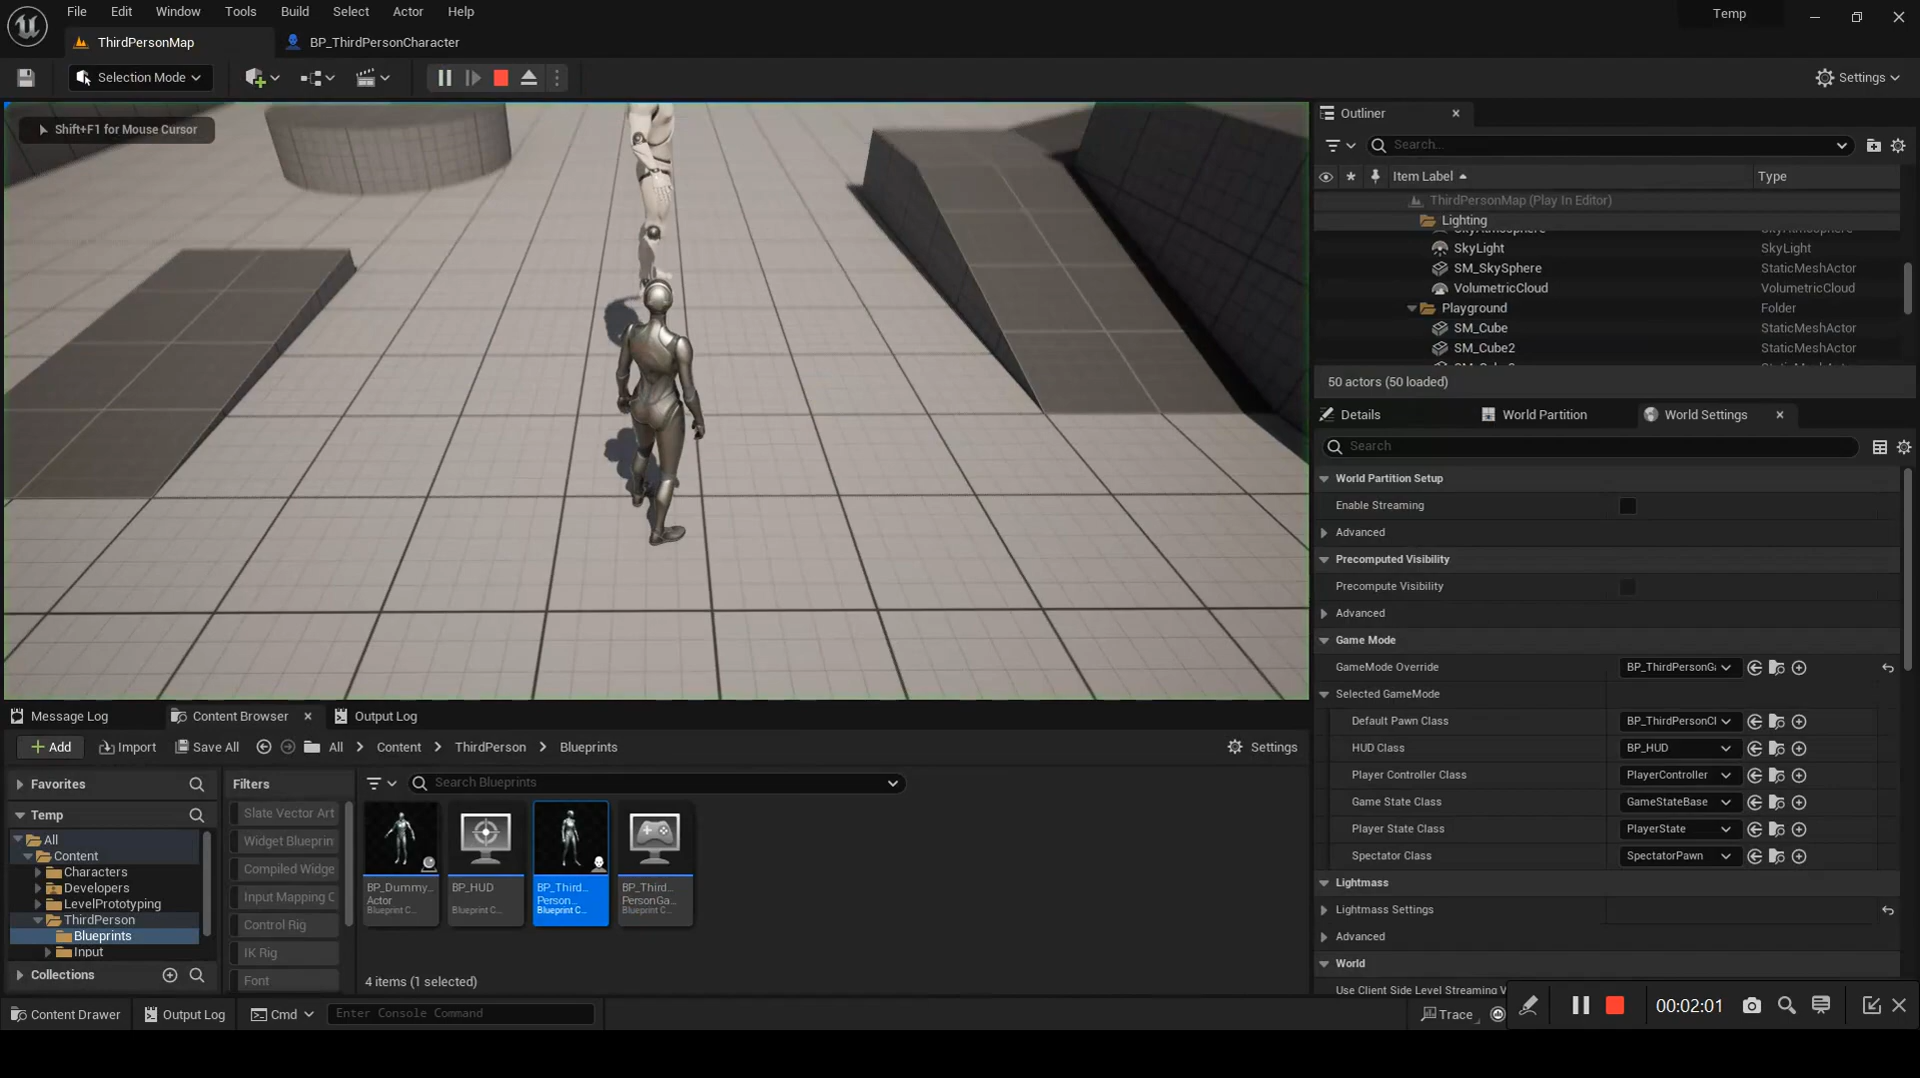 File Edit Window Tools Build Select Actor Help
Temp
ThirdPersonMap
BP_ThirdPersonCharacter
Selection Mode
Settings
Shift+F1 for Mouse Cursor
Outliner
Search...
Item Label
Type
ThirdPersonMap (Play In Editor)
Lighting
SkyAtmosphere SkyAtmosphere
SkyLight SkyLight
SM_SkySphere StaticMeshActor
VolumetricCloud VolumetricCloud
Playground Folder
SM_Cube StaticMeshActor
SM_Cube2 StaticMeshActor
50 actors (50 loaded)
Details
World Partition
World Settings
Search
World Partition Setup
Enable Streaming
Advanced
Precomputed Visibility
Precompute Visibility
Advanced
Game Mode
GameMode Override BP_ThirdPersonGa
Selected GameMode
Default Pawn Class BP_ThirdPersonCl
HUD Class BP_HUD
Player Controller Class PlayerController
Game State Class GameStateBase
Player State Class PlayerState
Spectator Class SpectatorPawn
Lightmass
Lightmass Settings
Advanced
World
Use Client Side Level Streaming V
Message Log
Content Browser
Output Log
Add
Import
Save All
All > Content > ThirdPerson > Blueprints
Settings
Favorites
Temp
All
Content
Characters
Developers
LevelPrototyping
ThirdPerson
Blueprints
Input
Collections
Filters
Slate Vector Art
Widget Blueprin
Compiled Widge
Input Mapping C
Control Rig
IK Rig
Font
Search Blueprints
BP_Dummy...
Actor
Blueprint C...
BP_HUD
Blueprint C...
BP_Third...
Person...
Blueprint C...
BP_Third...
PersonGa...
Blueprint C...
4 items (1 selected)
Content Drawer
Output Log
Cmd
Enter Console Command
Trace
00:02:01